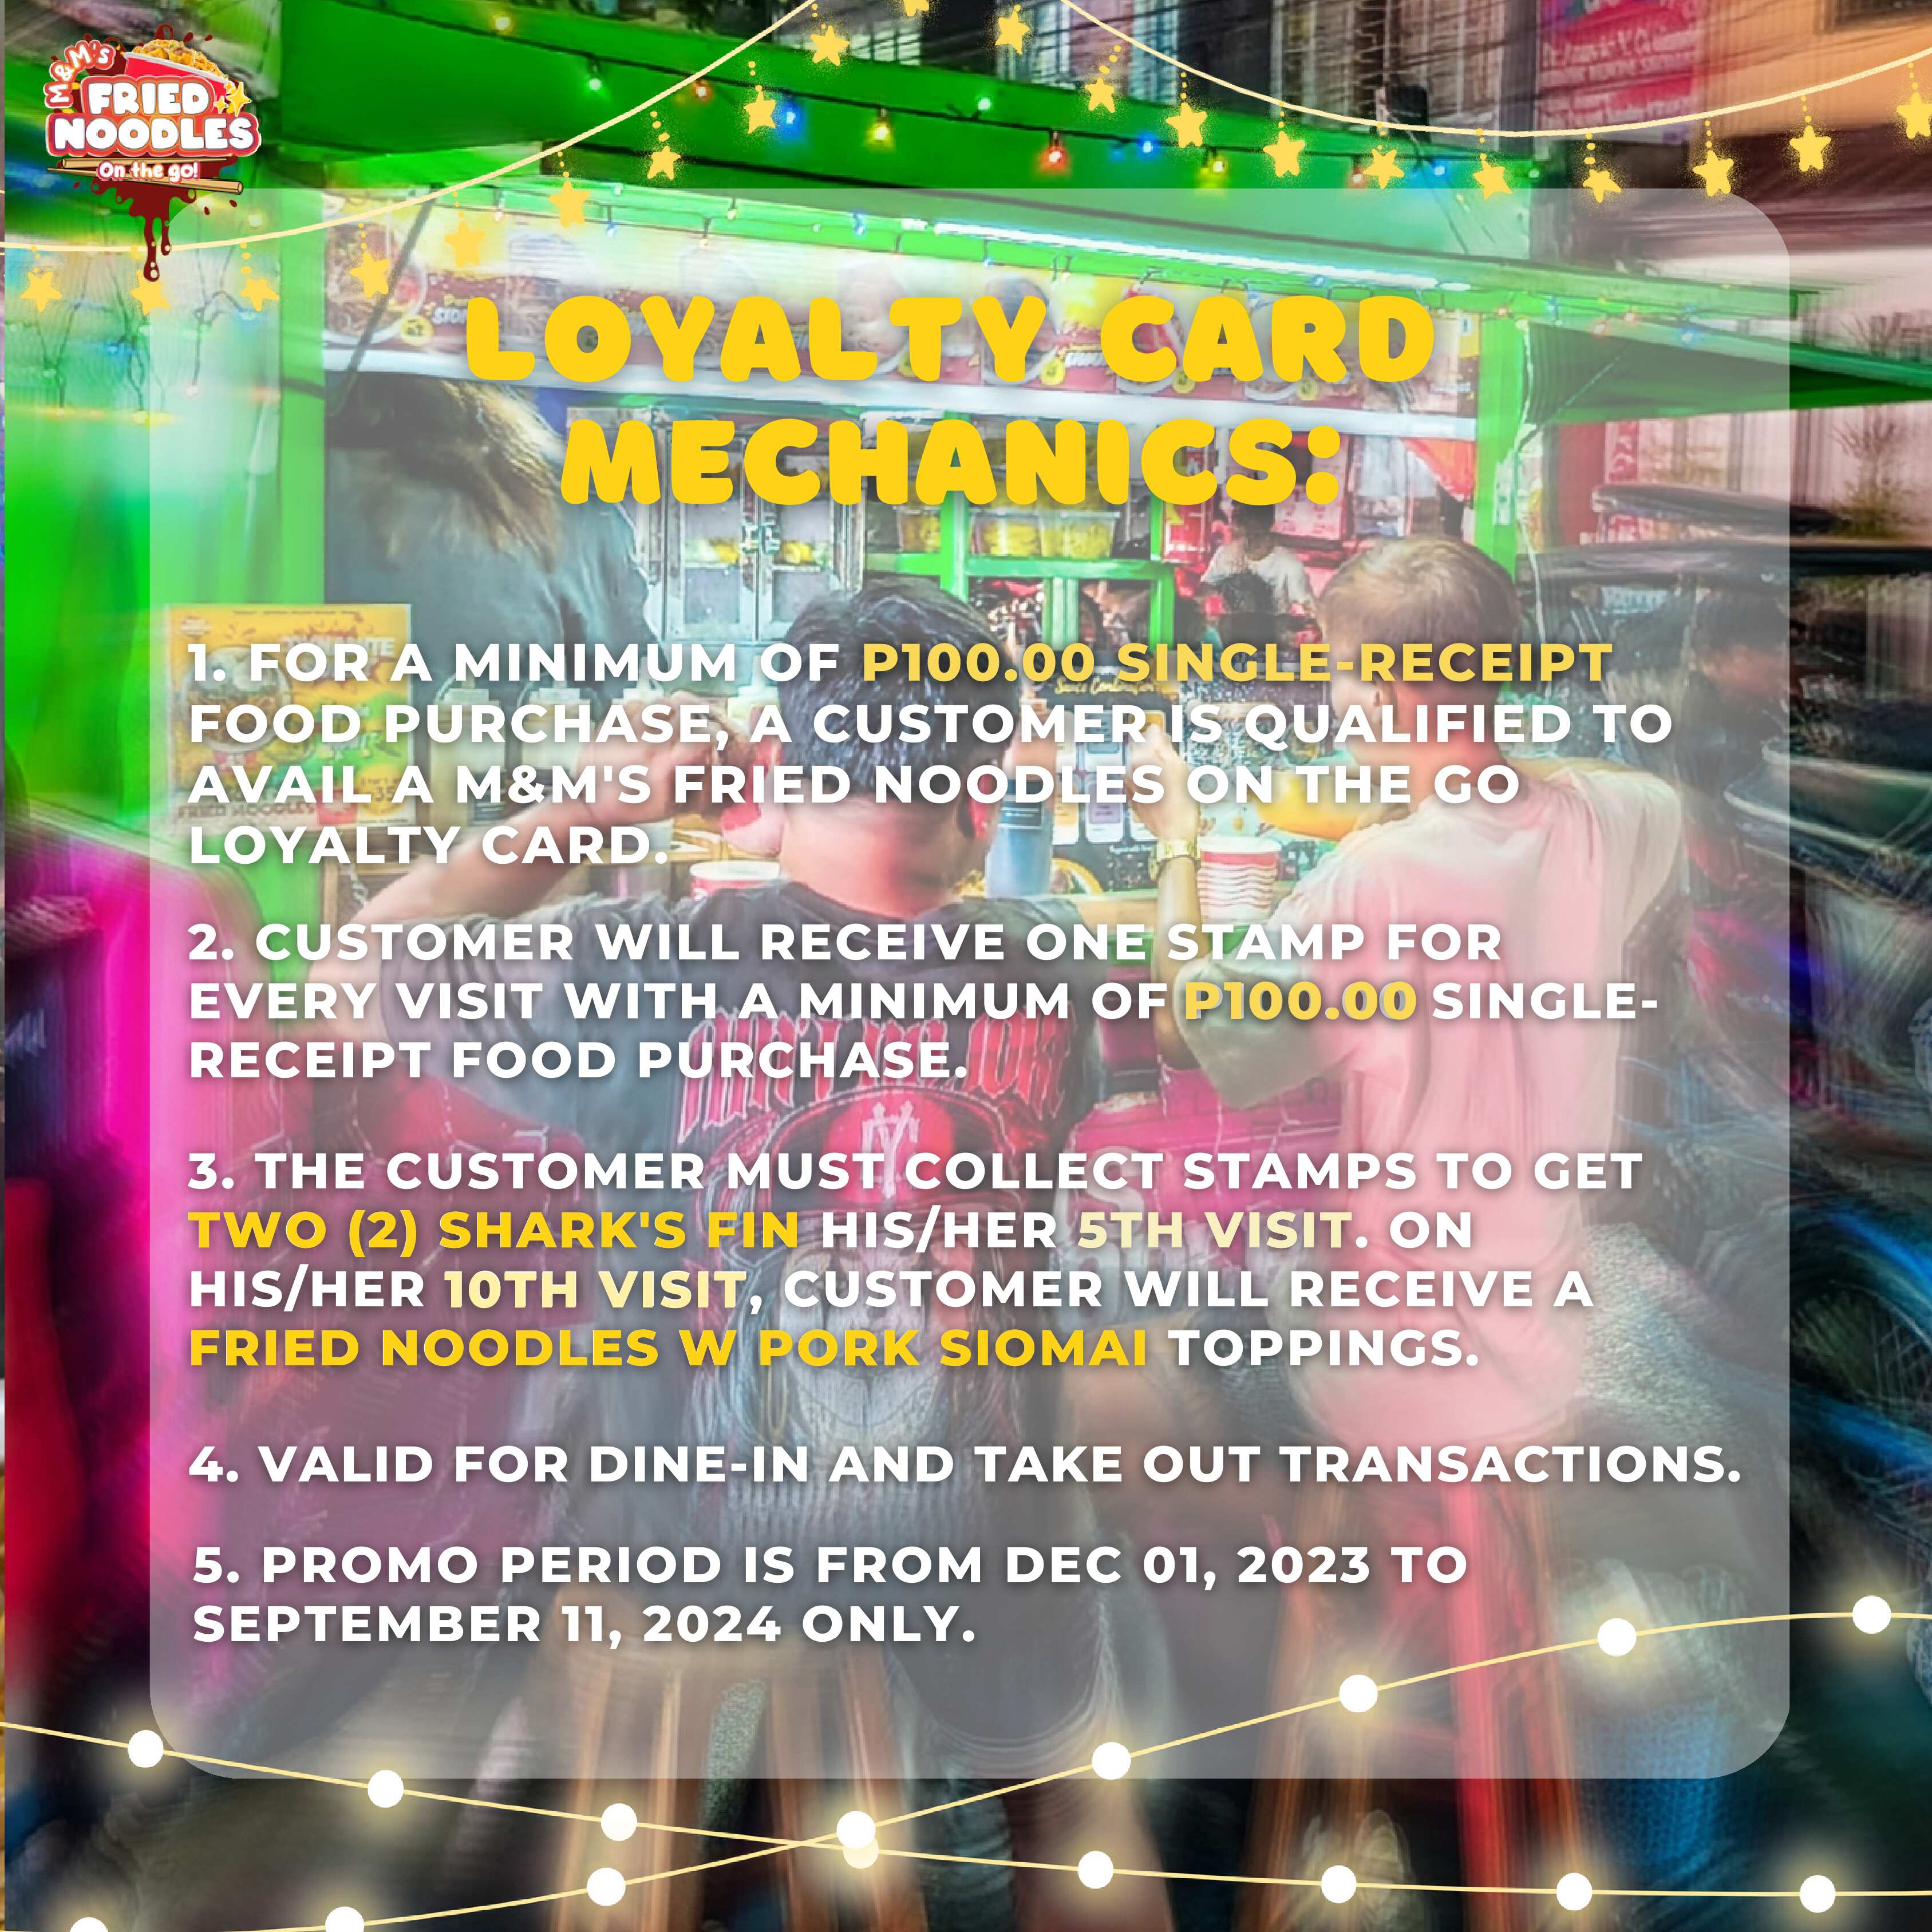 M&M'S
FRIED
NOODLES
On the go!
LOYALTY CARD
MECHANICS:
1. FOR A MINIMUM OF P100.00 SINGLE-RECEIPT
FOOD PURCHASE, A CUSTOMER IS QUALIFIED TO
AVAIL A M&M'S FRIED NOODLES ON THE GO
LOYALTY CARD.
2. CUSTOMER WILL RECEIVE ONE STAMP FOR
EVERY VISIT WITH A MINIMUM OF P100.00 SINGLE-
RECEIPT FOOD PURCHASE.
3. THE CUSTOMER MUST COLLECT STAMPS TO GET
TWO (2) SHARK'S FIN HIS/HER 5TH VISIT. ON
HIS/HER 10TH VISIT, CUSTOMER WILL RECEIVE A
FRIED NOODLES W PORK SIOMAI TOPPINGS.
4. VALID FOR DINE-IN AND TAKE OUT TRANSACTIONS.
5. PROMO PERIOD IS FROM DEC 01, 2023 TO
SEPTEMBER 11, 2024 ONLY.